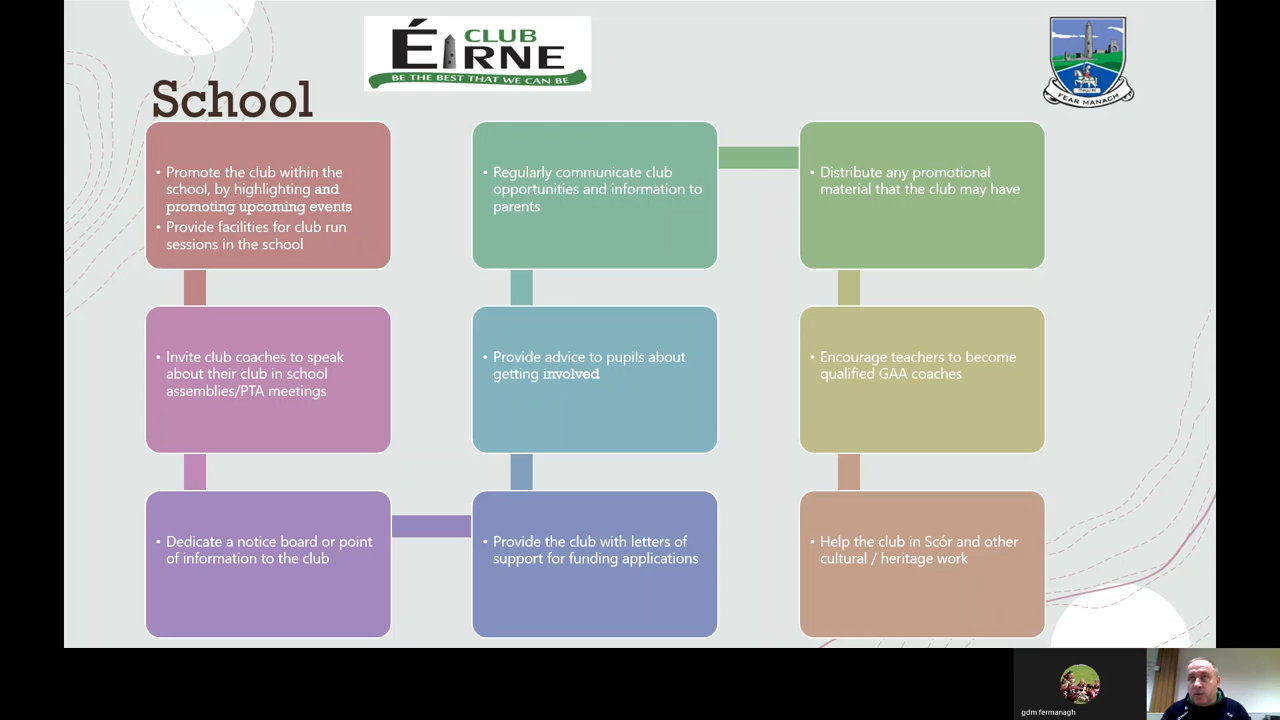 CLUB
ÉIRNE
BE THE BEST THAT WE CAN BE
FEAR MANACH
School
• Promote the club within the
school, by highlighting and
promoting upcoming events
• Provide facilities for club run
sessions in the school
• Invite club coaches to speak
about their club in school
assemblies/PTA meetings
• Dedicate a notice board or point
of information to the club
• Provide the club with letters of
support for funding applications
• Provide advice to pupils about
getting involved
• Regularly communicate club
opportunities and information to
parents
• Distribute any promotional
material that the club may have
• Encourage teachers to become
qualified GAA coaches
• Help the club in Scór and other
cultural / heritage work
gdm fermanagh